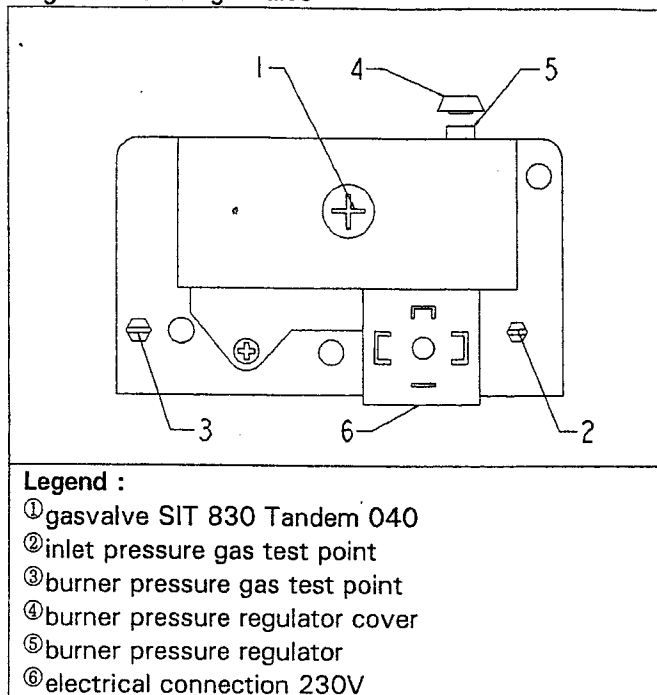 1 4 5
3 6 2
Legend :
①gasvalve SIT 830 Tandem 040
②inlet pressure gas test point
③burner pressure gas test point
④burner pressure regulator cover
⑤burner pressure regulator
⑥electrical connection 230V